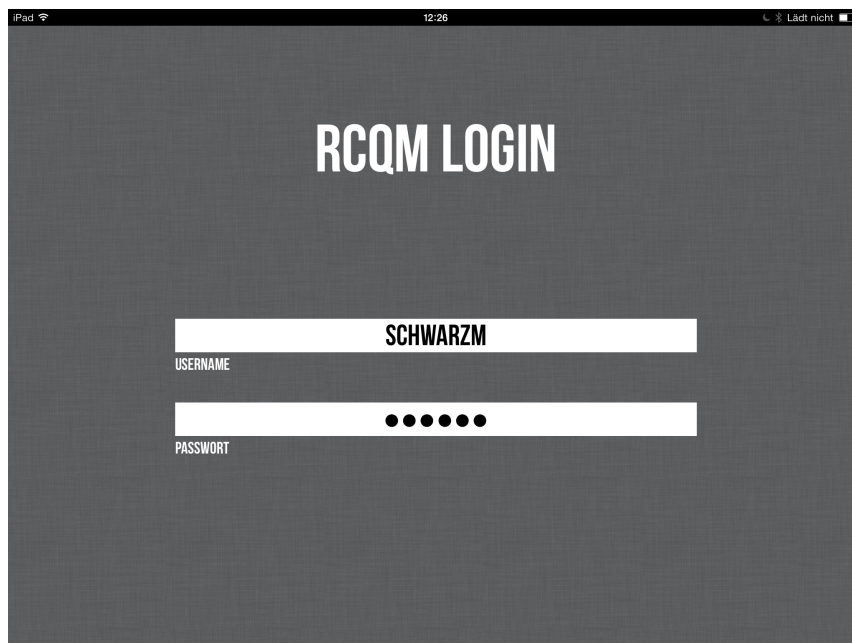 iPad 12:26 Lädt nicht
RCQM LOGIN
SCHWARZM
USERNAME
●●●●●●
PASSWORT